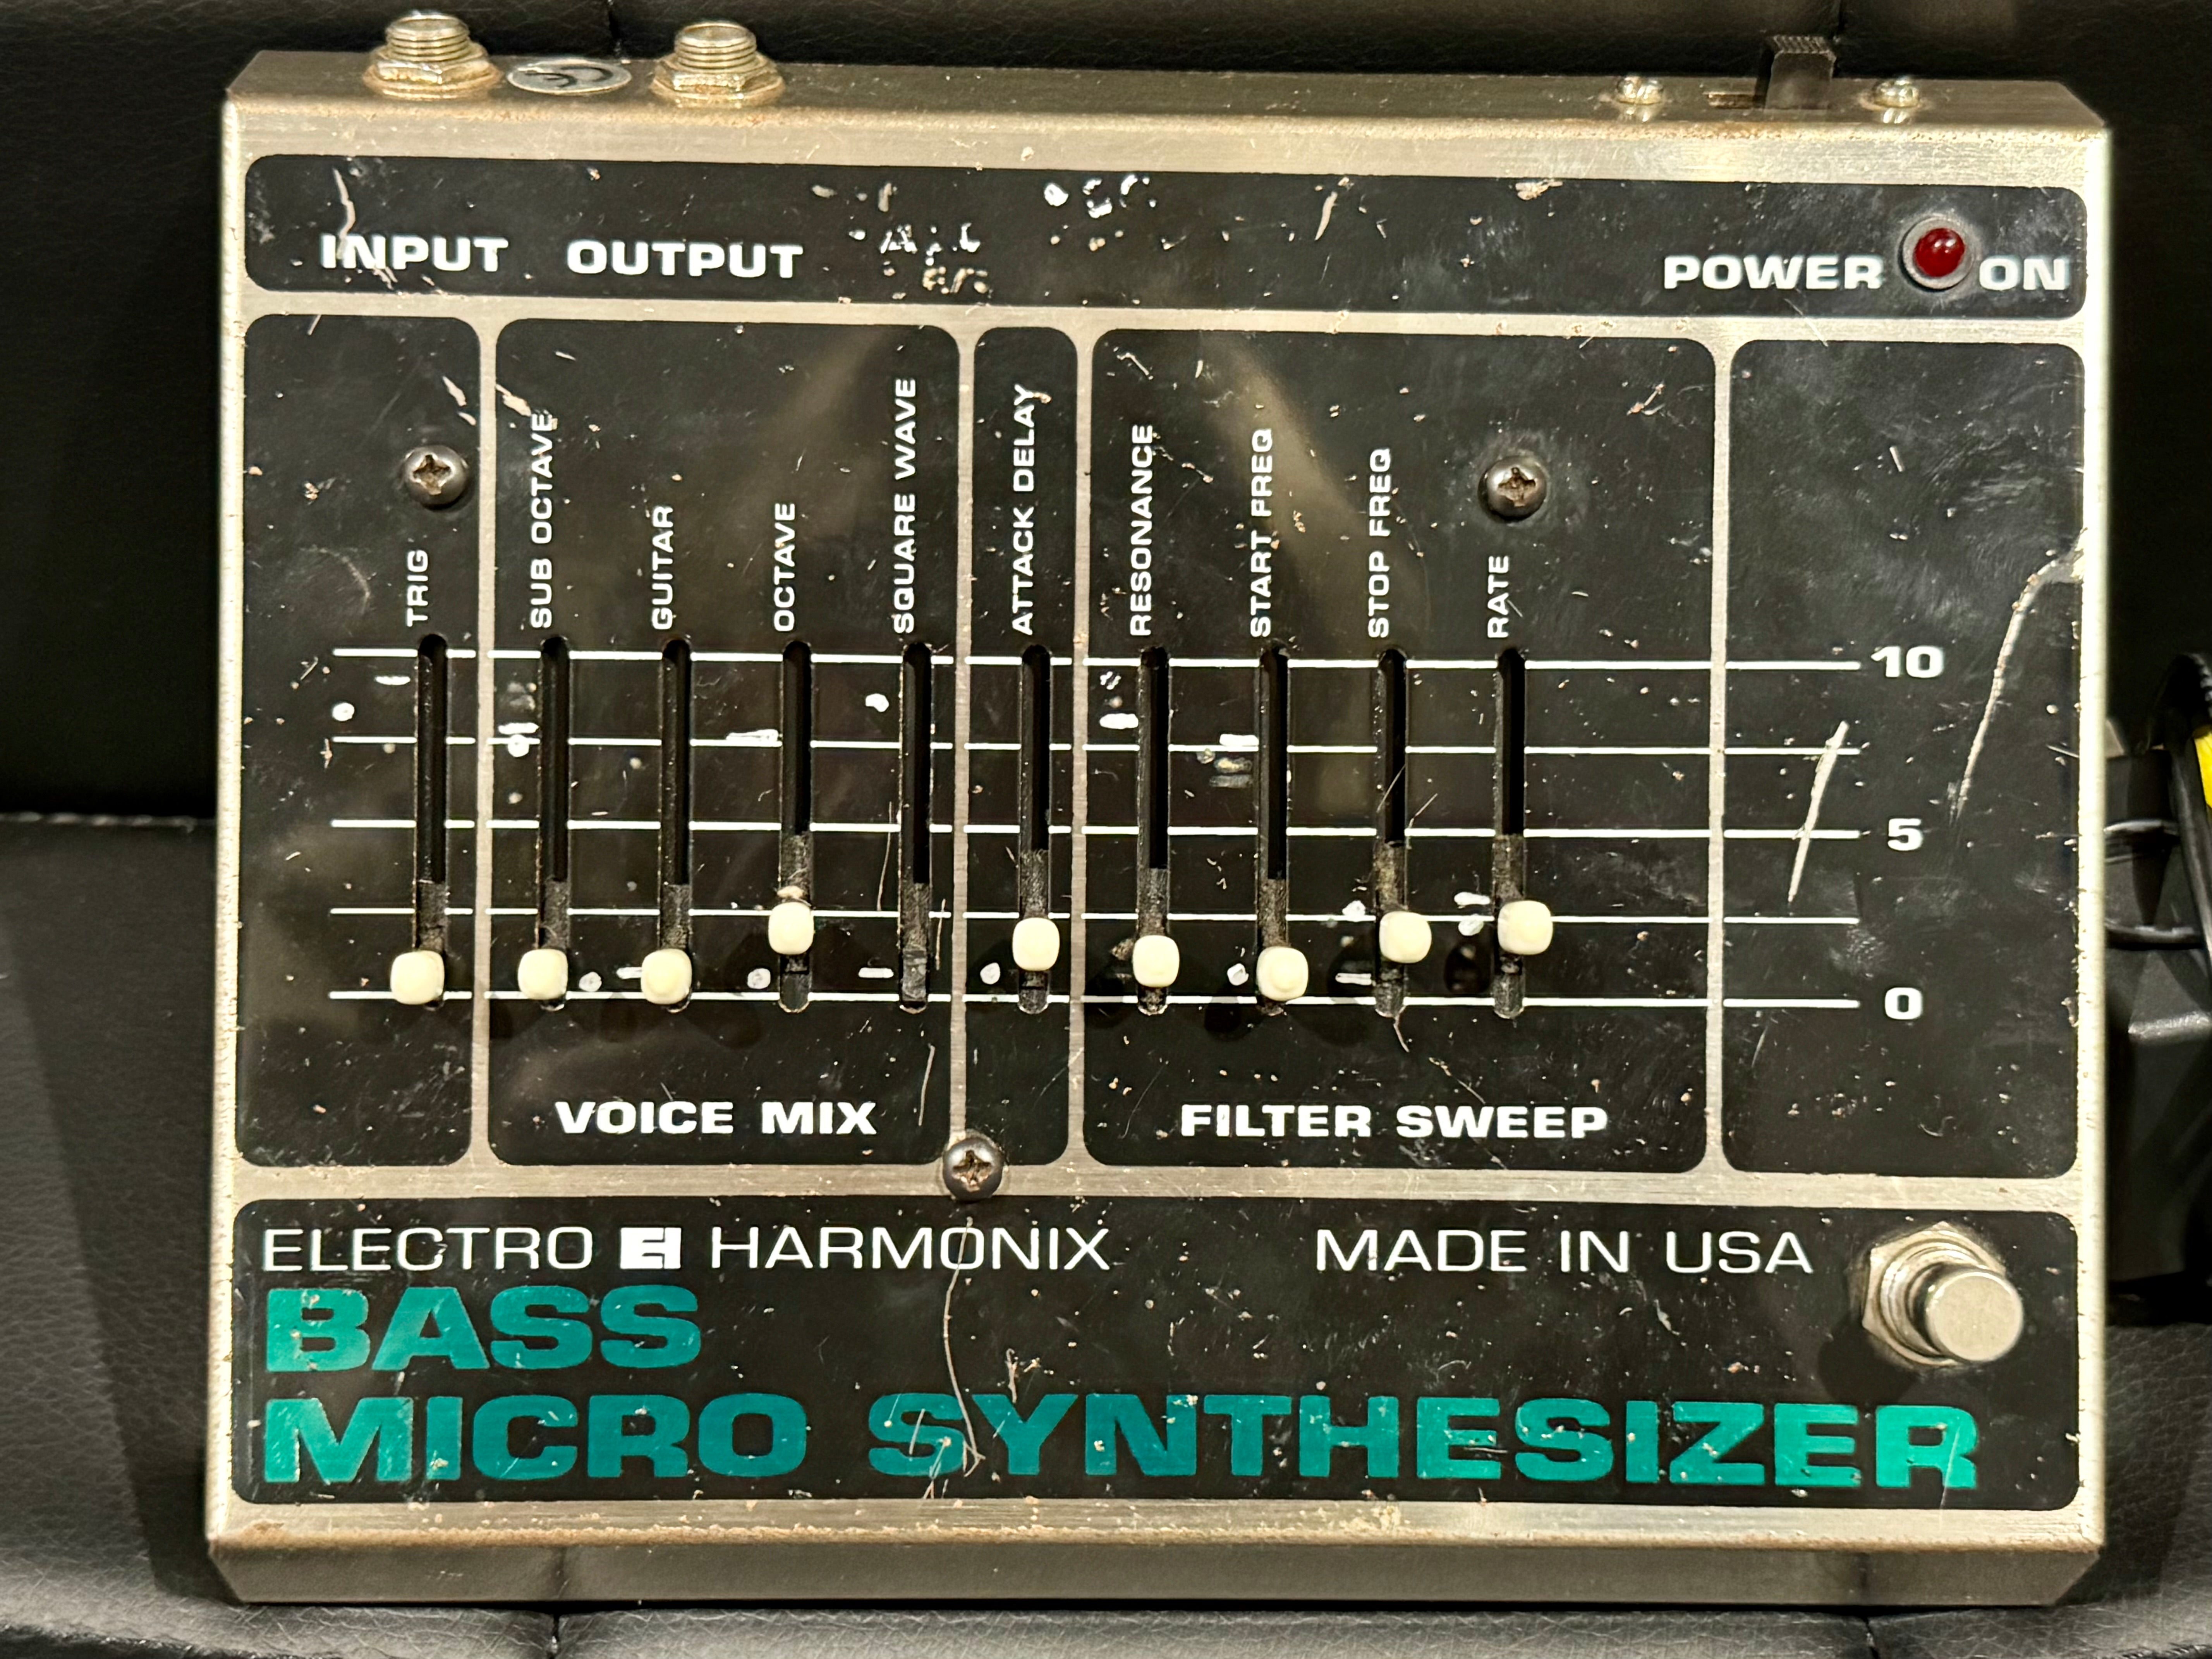 INPUT OUTPUT POWER ON
TRIG
SUB OCTAVE
GUITAR
OCTAVE
SQUARE WAVE
ATTACK DELAY
RESONANCE
START FREQ
STOP FREQ
RATE
10
5
0
VOICE MIX FILTER SWEEP
ELECTRO EH HARMONIX MADE IN USA
BASS
MICRO SYNTHESIZER